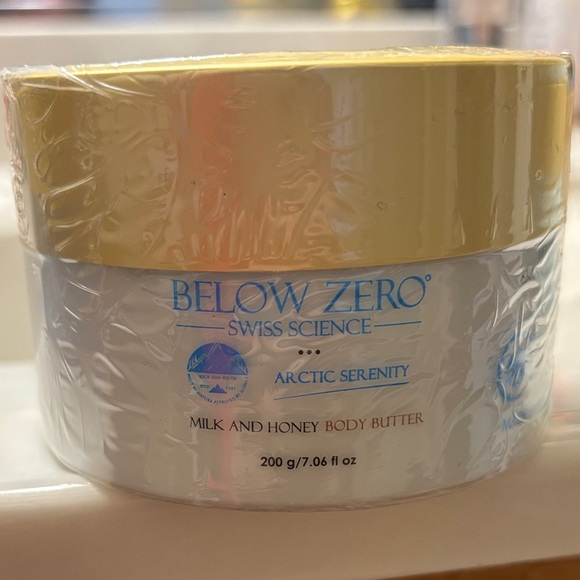 BELOW ZERO°
SWISS SCIENCE
ARCTIC SERENITY
MILK AND HONEY BODY BUTTER
200 g/7.06 fl oz